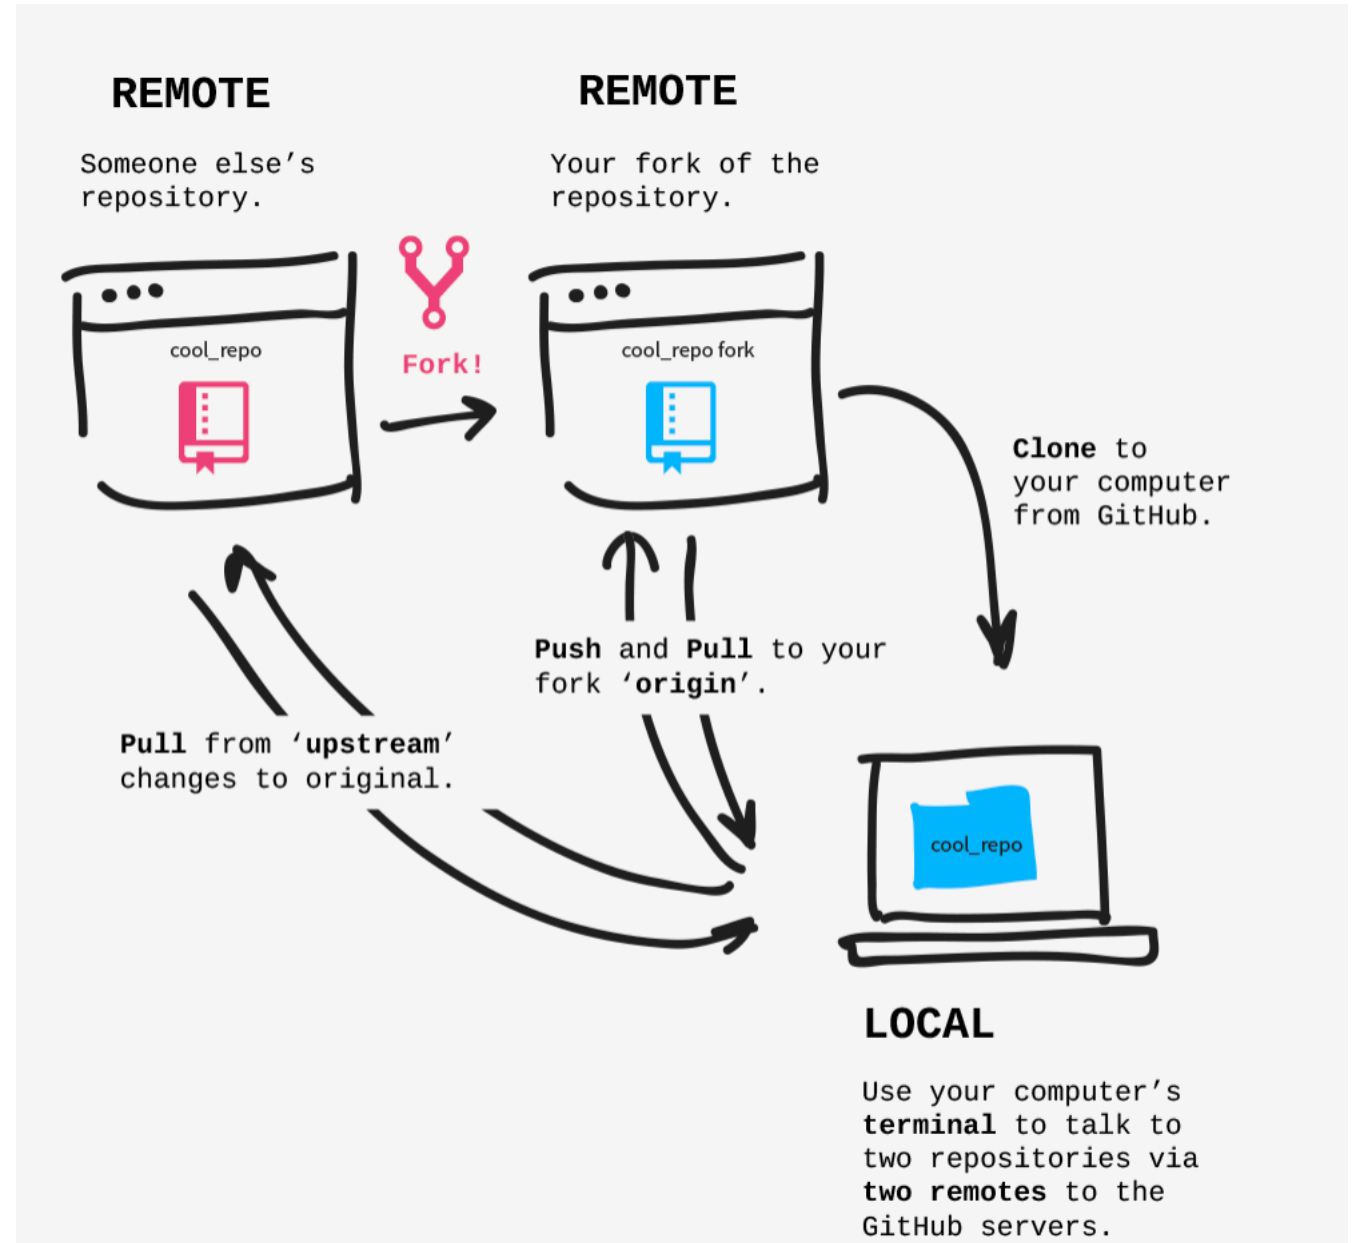 REMOTE
Someone else’s
repository.
REMOTE
Your fork of the
repository.
cool_repo
Fork!
cool_repo fork
Clone to
your computer
from GitHub.
Push and Pull to your
fork ‘origin’.
Pull from ‘upstream’
changes to original.
cool_repo
LOCAL
Use your computer’s
terminal to talk to
two repositories via
two remotes to the
GitHub servers.